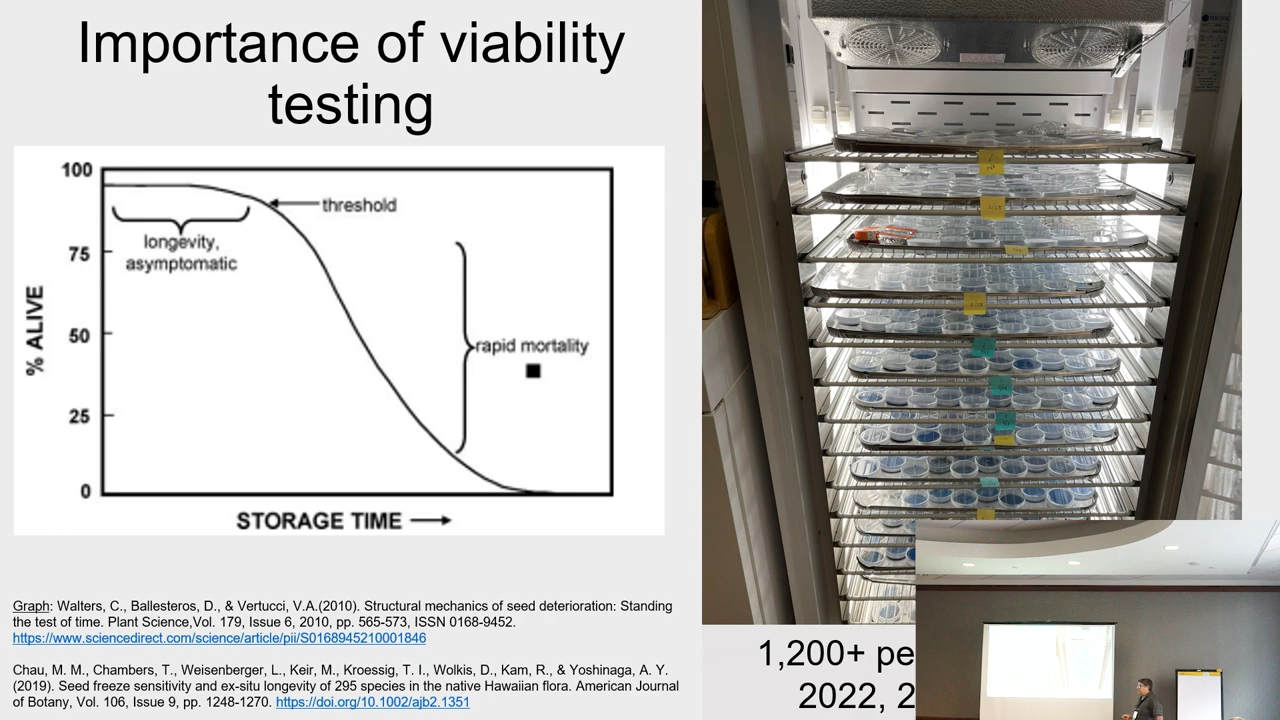 Importance of viability
testing
100
75
50
25
0
% ALIVE
threshold
longevity,
asymptomatic
rapid mortality
STORAGE TIME
Graph: Walters, C., Ballesteros, D., & Vertucci, V.A.(2010). Structural mechanics of seed deterioration: Standing
the test of time. Plant Science,Vol. 179, Issue 6, 2010, pp. 565-573, ISSN 0168-9452.
https://www.sciencedirect.com/science/article/pii/S0168945210001846
Chau, M. M., Chambers, T., Weisenberger, L., Keir, M., Kroessig, T. I., Wolkis, D., Kam, R., & Yoshinaga, A. Y.
(2019). Seed freeze sensitivity and ex-situ longevity of 295 species in the native Hawaiian flora. American Journal
of Botany, Vol. 106, Issue 9, pp. 1248-1270. https://doi.org/10.1002/ajb2.1351
1,200+ pe
2022, 2